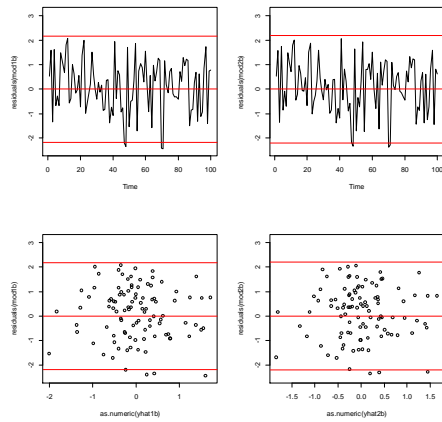 residuals(mod1b)
3
2
1
0
-1
-2
0 20 40 60 80 100
Time
residuals(mod2b)
3
2
1
0
-1
-2
0 20 40 60 80 100
Time
residuals(mod1b)
3
2
1
0
-1
-2
-2 -1 0 1
as.numeric(yhat1b)
residuals(mod2b)
3
2
1
0
-1
-2
-1.5 -1.0 -0.5 0.0 0.5 1.0 1.5
as.numeric(yhat2b)